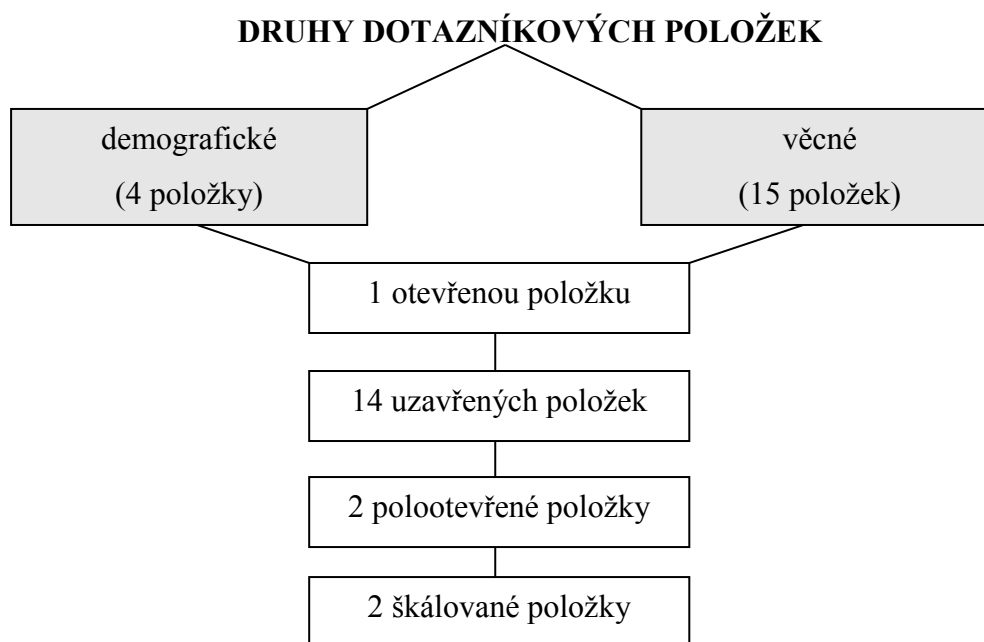 DRUHY DOTAZNÍKOVÝCH POLOŽEK
demografické
(4 položky)
věcné
(15 položek)
1 otevřenou položku
14 uzavřených položek
2 polootevřené položky
2 škálované položky